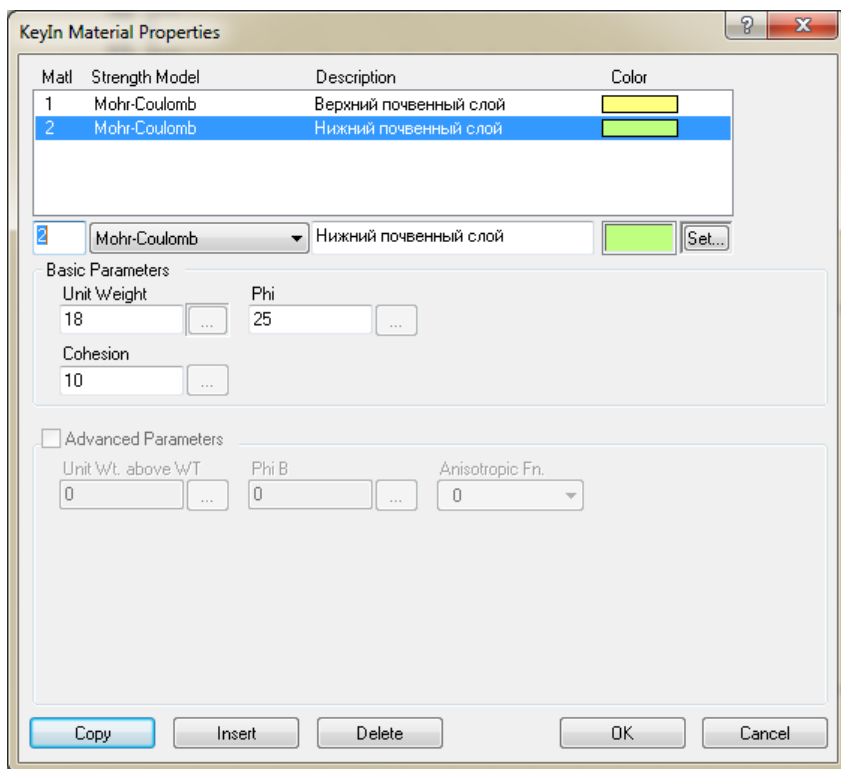 KeyIn Material Properties
Matl Strength Model Description Color
1 Mohr-Coulomb Верхний почвенный слой
2 Mohr-Coulomb Нижний почвенный слой
2 Mohr-Coulomb Нижний почвенный слой Set...
Basic Parameters
Unit Weight Phi
18 ... 25 ...
Cohesion
10 ...
Advanced Parameters
Unit Wt. above WT Phi B Anisotropic Fn.
0 ... 0 ... 0
Copy Insert Delete OK Cancel